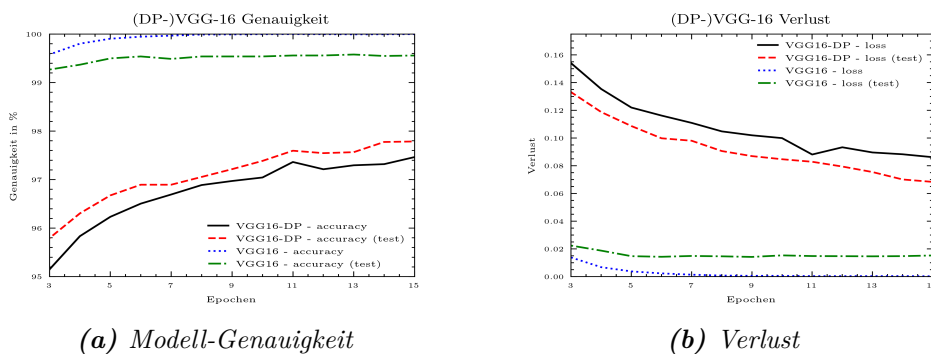 (DP-)VGG-16 Genauigkeit
100
99
98
97
96
95
Genauigkeit in %
VGG16-DP - accuracy
VGG16-DP - accuracy (test)
VGG16 - accuracy
VGG16 - accuracy (test)
3 5 7 9 11 13 15
Epochen
(a) Modell-Genauigkeit
(DP-)VGG-16 Verlust
0.16
0.14
0.12
0.10
0.08
0.06
0.04
0.02
0.00
Verlust
VGG16-DP - loss
VGG16-DP - loss (test)
VGG16 - loss
VGG16 - loss (test)
3 5 7 9 11 13 15
Epochen
(b) Verlust